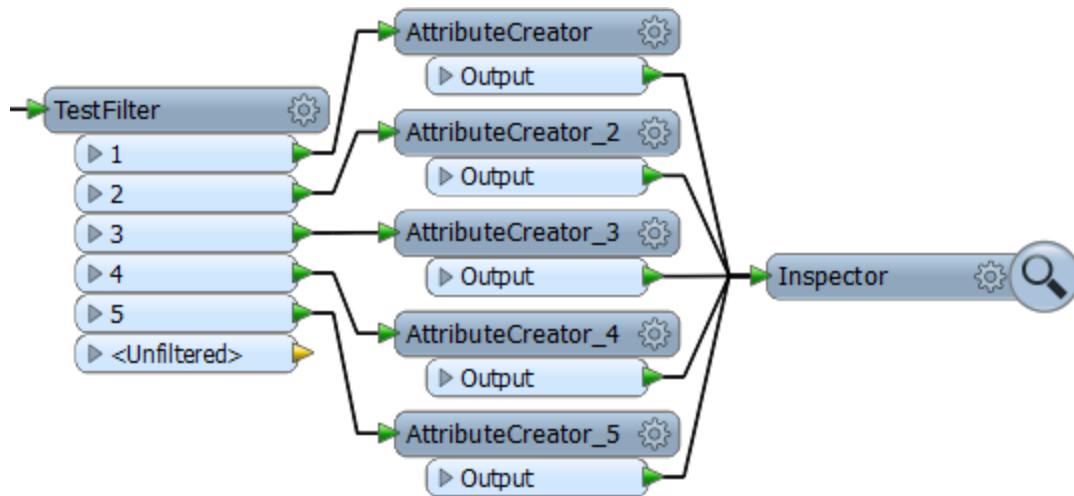 TestFilter
1
2
3
4
5
<Unfiltered>
AttributeCreator
Output
AttributeCreator_2
Output
AttributeCreator_3
Output
AttributeCreator_4
Output
AttributeCreator_5
Output
Inspector